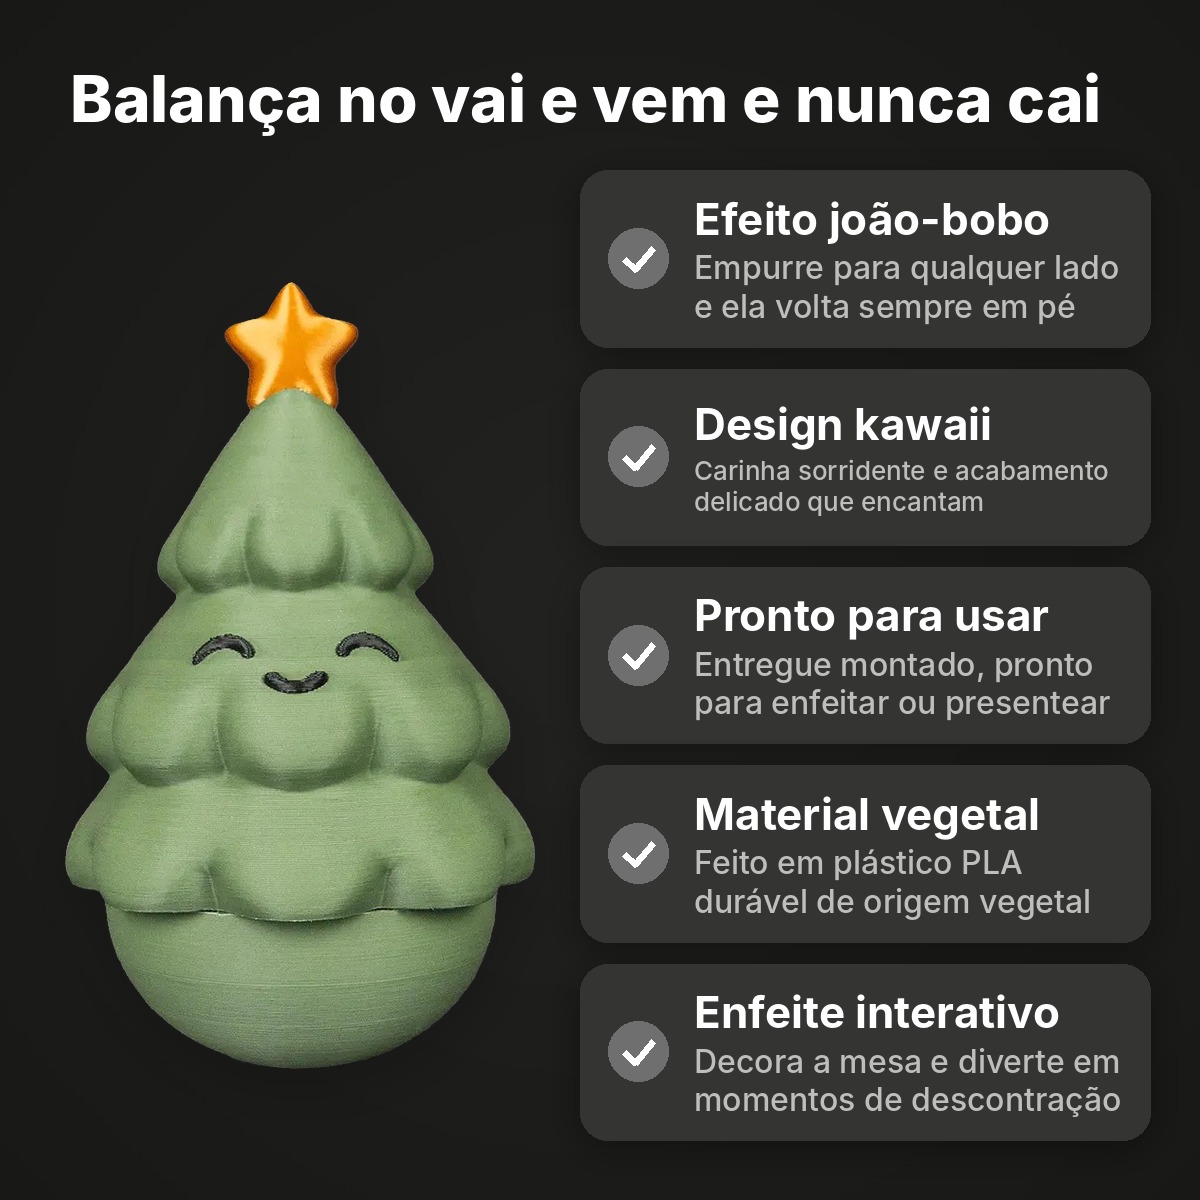 Balança no vai e vem e nunca cai
Efeito joão-bobo
Empurre para qualquer lado
e ela volta sempre em pé
Design kawaii
Carinha sorridente e acabamento
delicado que encantam
Pronto para usar
Entregue montado, pronto
para enfeitar ou presentear
Material vegetal
Feito em plástico PLA
durável de origem vegetal
Enfeite interativo
Decora a mesa e diverte em
momentos de descontração